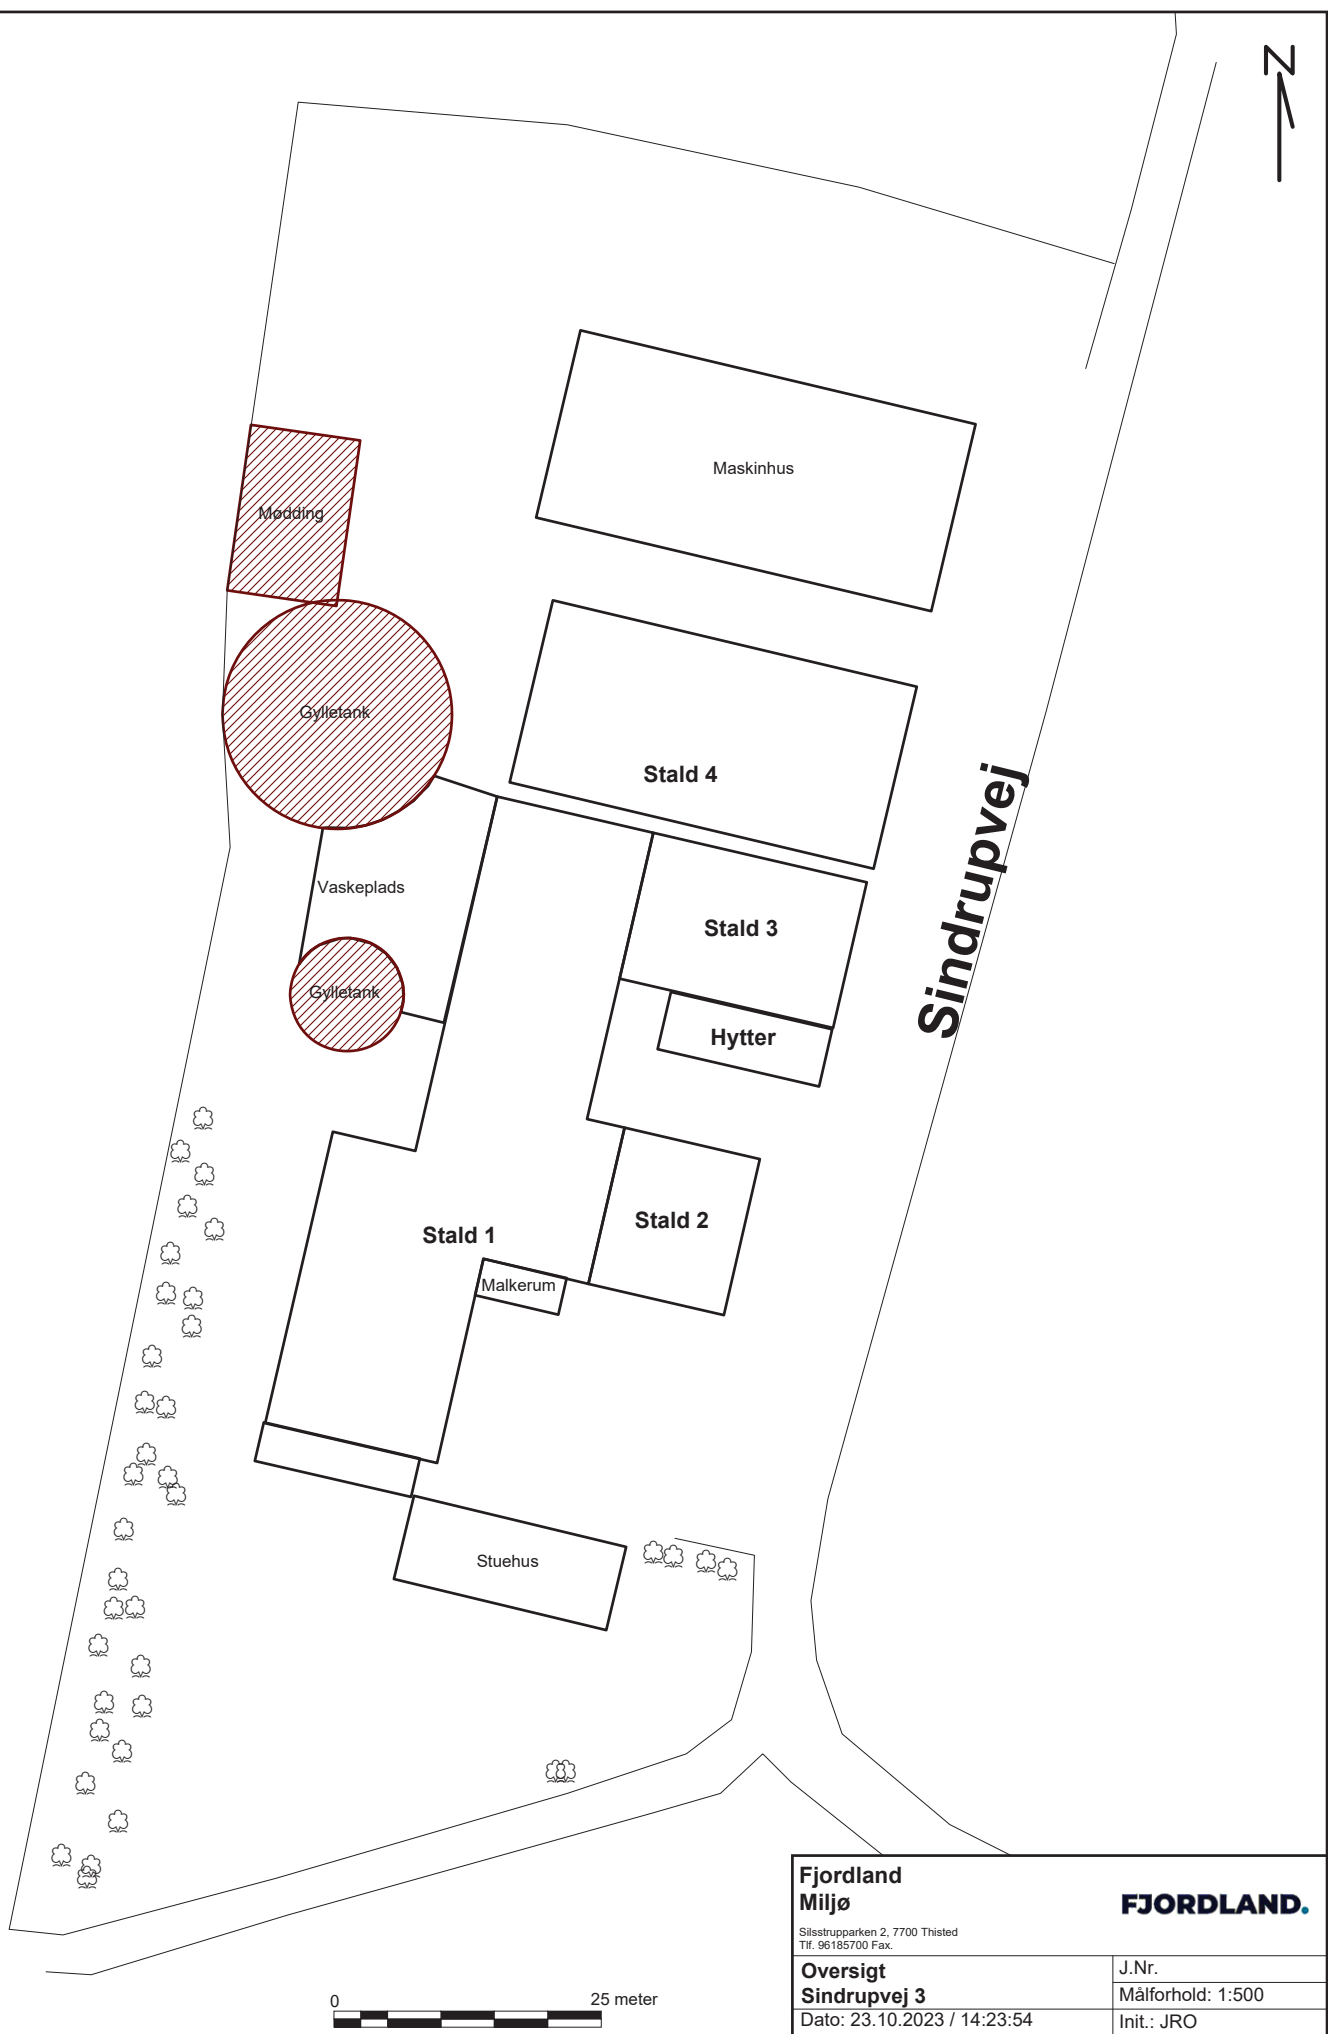 N
Maskinhus
Mødding
Gylletank
Stald 4
Sindrupvej
Vaskeplads
Stald 3
Gylletank
Hytter
Stald 2
Stald 1
Malkerum
Stuehus
Fjordland
Miljø
FJORDLAND.
Silsstrupparken 2, 7700 Thisted
Tlf. 96185700 Fax.
Oversigt
Sindrupvej 3
J.Nr.
Målforhold: 1:500
Dato: 23.10.2023 / 14:23:54
Init.: JRO
0
25 meter